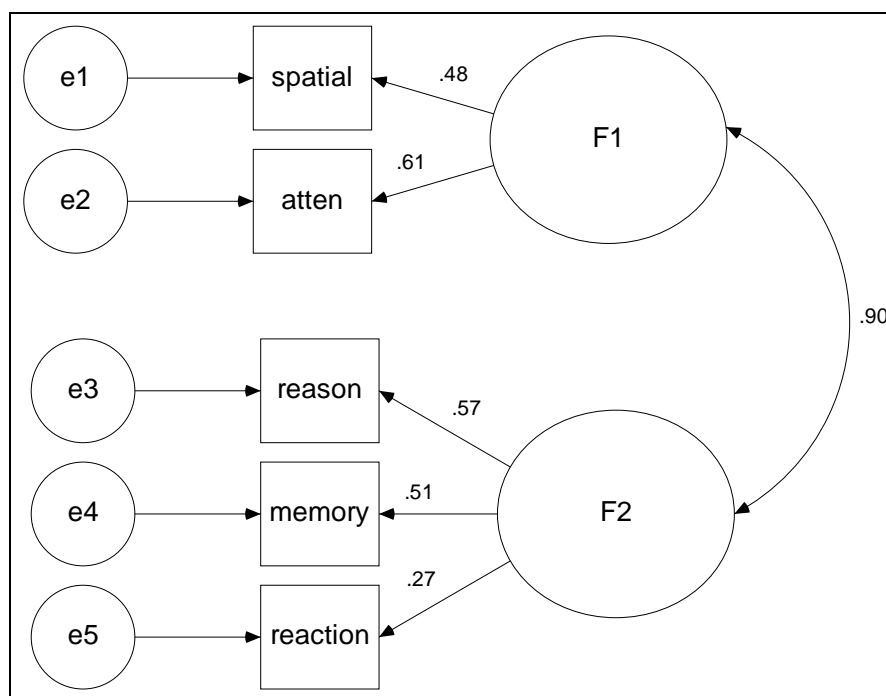 e1
spatial
.48
F1
e2
atten
.61
.90
e3
reason
.57
e4
memory
.51
F2
e5
reaction
.27